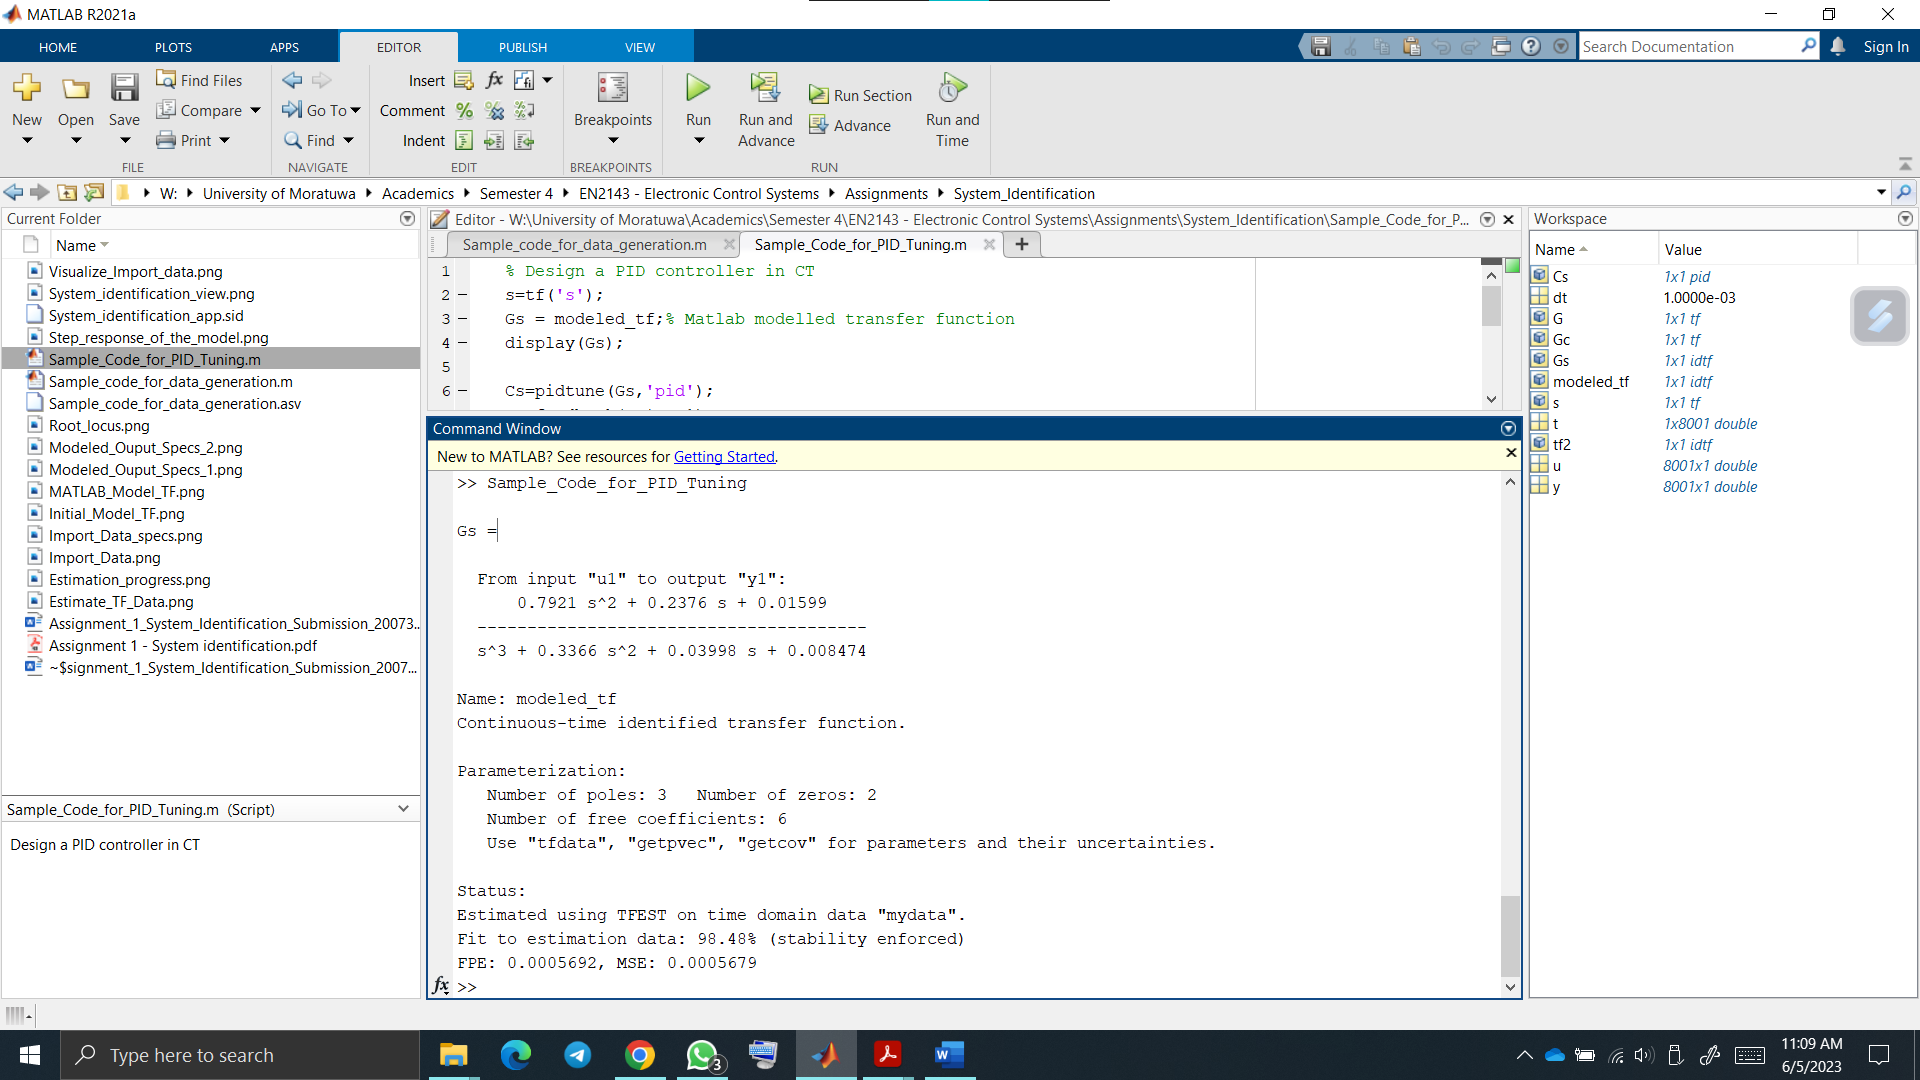 MATLAB R2021a
HOME PLOTS APPS EDITOR PUBLISH VIEW Search Documentation Sign In
New Open Save Find Files Compare Print
FILE
Go To Find
NAVIGATE
Insert fx
Comment
Indent
EDIT
Breakpoints
BREAKPOINTS
Run Run and Advance Run Section Advance Run and Time
RUN
W: University of Moratuwa Academics Semester 4 EN2143 - Electronic Control Systems Assignments System_Identification
Current Folder
Name
Visualize_Import_data.png
System_identification_view.png
System_identification_app.sid
Step_response_of_the_model.png
Sample_Code_for_PID_Tuning.m
Sample_code_for_data_generation.m
Sample_code_for_data_generation.asv
Root_locus.png
Modeled_Ouput_Specs_2.png
Modeled_Ouput_Specs_1.png
MATLAB_Model_TF.png
Initial_Model_TF.png
Import_Data_specs.png
Import_Data.png
Estimation_progress.png
Estimate_TF_Data.png
Assignment_1_System_Identification_Submission_20073...
Assignment 1 - System identification.pdf
~$signment_1_System_Identification_Submission_2007...
Sample_Code_for_PID_Tuning.m (Script)
Design a PID controller in CT
Editor - W:\University of Moratuwa\Academics\Semester 4\EN2143 - Electronic Control Systems\Assignments\System_Identification\Sample_Code_for_P...
Sample_code_for_data_generation.m Sample_Code_for_PID_Tuning.m
1 % Design a PID controller in CT
2 – s=tf('s');
3 – Gs = modeled_tf;% Matlab modelled transfer function
4 – display(Gs);
5
6 – Cs=pidtune(Gs,'pid');
Command Window
New to MATLAB? See resources for Getting Started.
>> Sample_Code_for_PID_Tuning
Gs =
From input "u1" to output "y1":
0.7921 s^2 + 0.2376 s + 0.01599
---------------------------------------
s^3 + 0.3366 s^2 + 0.03998 s + 0.008474
Name: modeled_tf
Continuous-time identified transfer function.
Parameterization:
Number of poles: 3 Number of zeros: 2
Number of free coefficients: 6
Use "tfdata", "getpvec", "getcov" for parameters and their uncertainties.
Status:
Estimated using TFEST on time domain data "mydata".
Fit to estimation data: 98.48% (stability enforced)
FPE: 0.0005692, MSE: 0.0005679
fx >>
Workspace
Name Value
Cs 1x1 pid
dt 1.0000e-03
G 1x1 tf
Gc 1x1 tf
Gs 1x1 idtf
modeled_tf 1x1 idtf
s 1x1 tf
t 1x8001 double
tf2 1x1 idtf
u 8001x1 double
y 8001x1 double
Type here to search
3
11:09 AM
6/5/2023